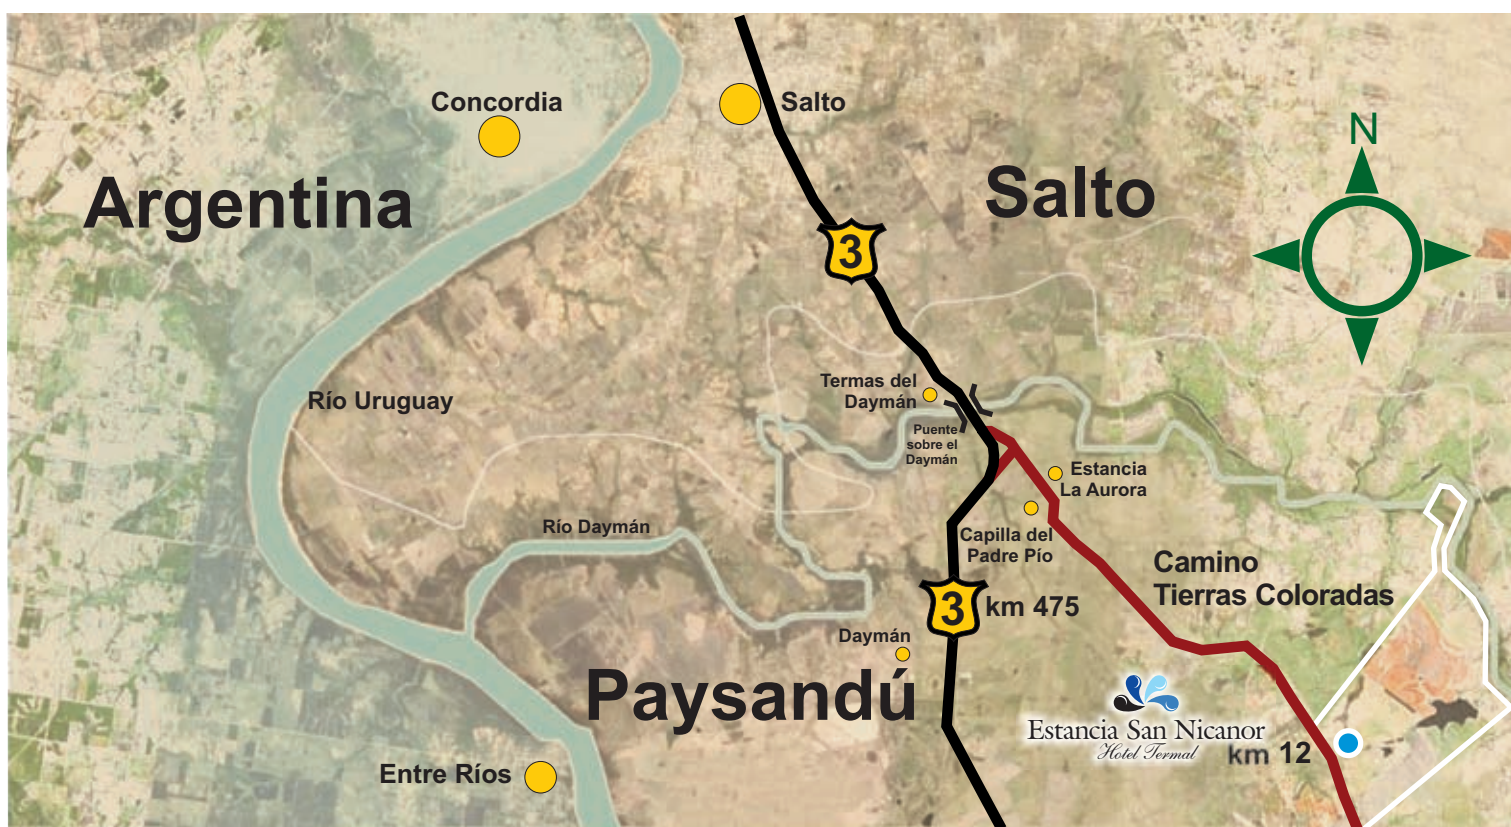 Concordia
Salto
N
Argentina
Salto
3
Termas del
Daymán
Río Uruguay
Puente
sobre el
Daymán
Estancia
La Aurora
Río Daymán
Capilla del
Padre Pío
Camino
Tierras Coloradas
3
km 475
Daymán
Paysandú
Estancia San Nicanor
Hotel Termal
km 12
Entre Ríos